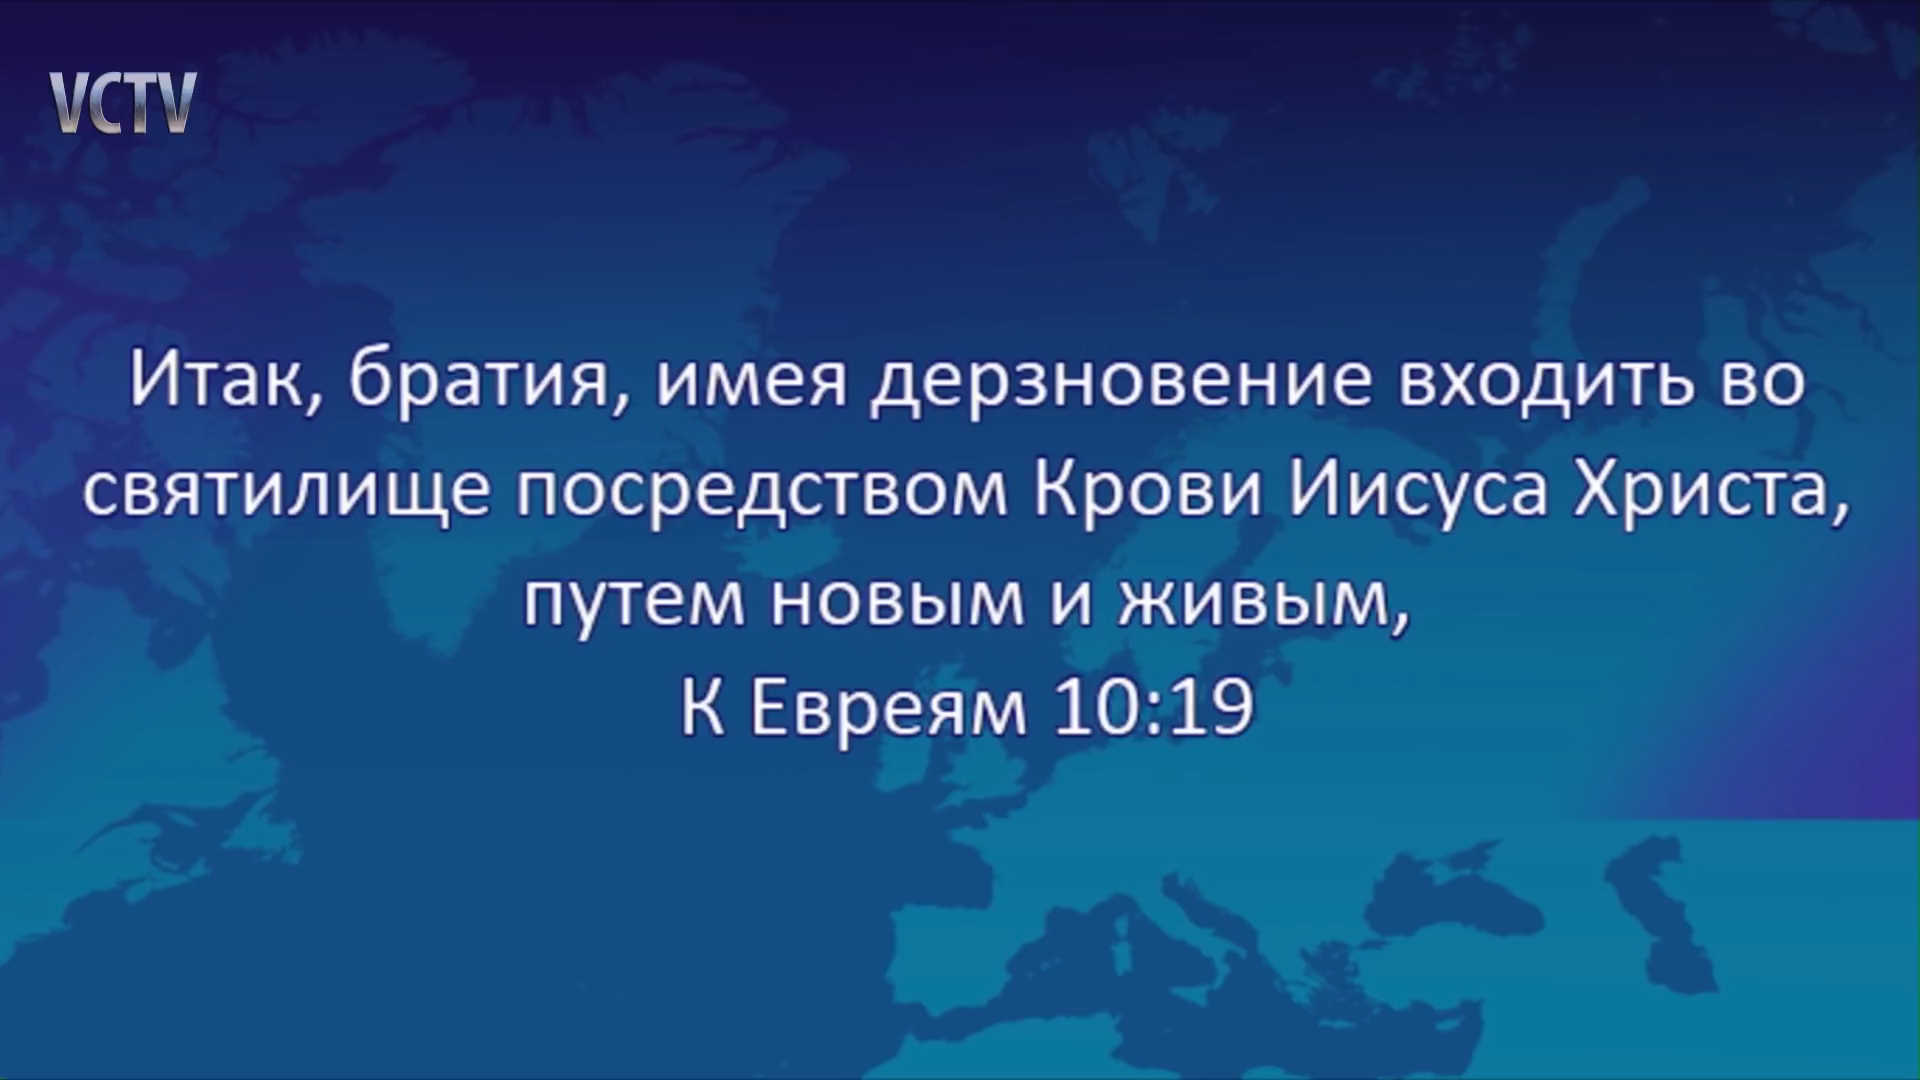 VCTV
Итак, братия, имея дерзновение входить во
святилище посредством Крови Иисуса Христа,
путем новым и живым,
К Евреям 10:19